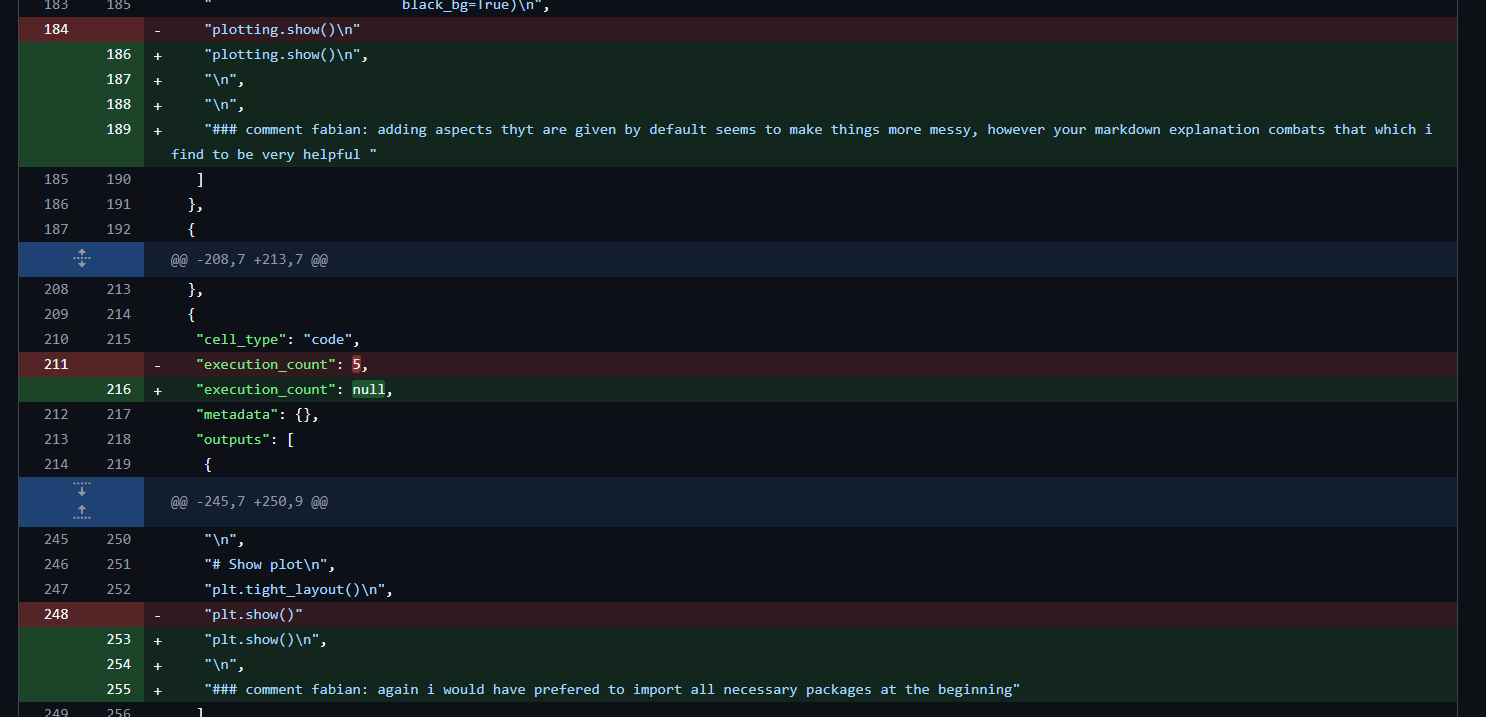 183 185 " black_bg=True)\n",
184 - "plotting.show()\n"
186 + "plotting.show()\n",
187 + "\n",
188 + "\n",
189 + "### comment fabian: adding aspects thyt are given by default seems to make things more messy, however your markdown explanation combats that which i
find to be very helpful "
185 190 ]
186 191 },
187 192 {
@@ -208,7 +213,7 @@
208 213 },
209 214 {
210 215 "cell_type": "code",
211 - "execution_count": 5,
216 + "execution_count": null,
212 217 "metadata": {},
213 218 "outputs": [
214 219 {
@@ -245,7 +250,9 @@
245 250 "\n",
246 251 "# Show plot\n",
247 252 "plt.tight_layout()\n",
248 - "plt.show()"
253 + "plt.show()\n",
254 + "\n",
255 + "### comment fabian: again i would have prefered to import all necessary packages at the beginning"
249 256 ]